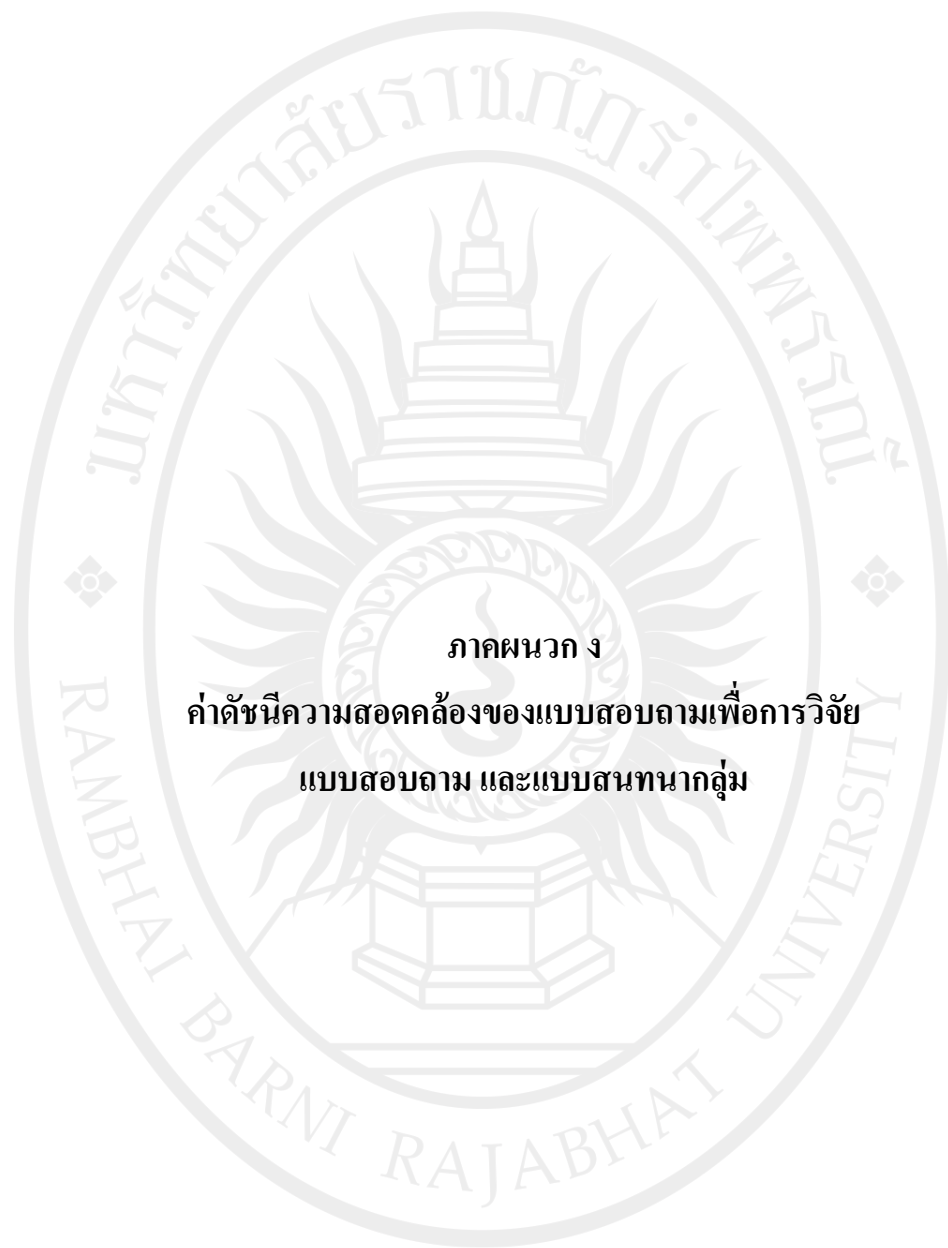 มหาวิทยาลัยราชภัฏรำไพพรรณี
ภาคผนวก ง
ค่าดัชนีความสอดคล้องของแบบสอบถามเพื่อการวิจัย
แบบสอบถาม และแบบสนทนากลุ่ม
RAMBHAI BARNI RAJABHAT UNIVERSITY